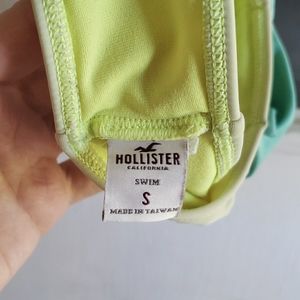 HOLLISTER
CALIFORNIA
SWIM
S
MADE IN TAIWAN